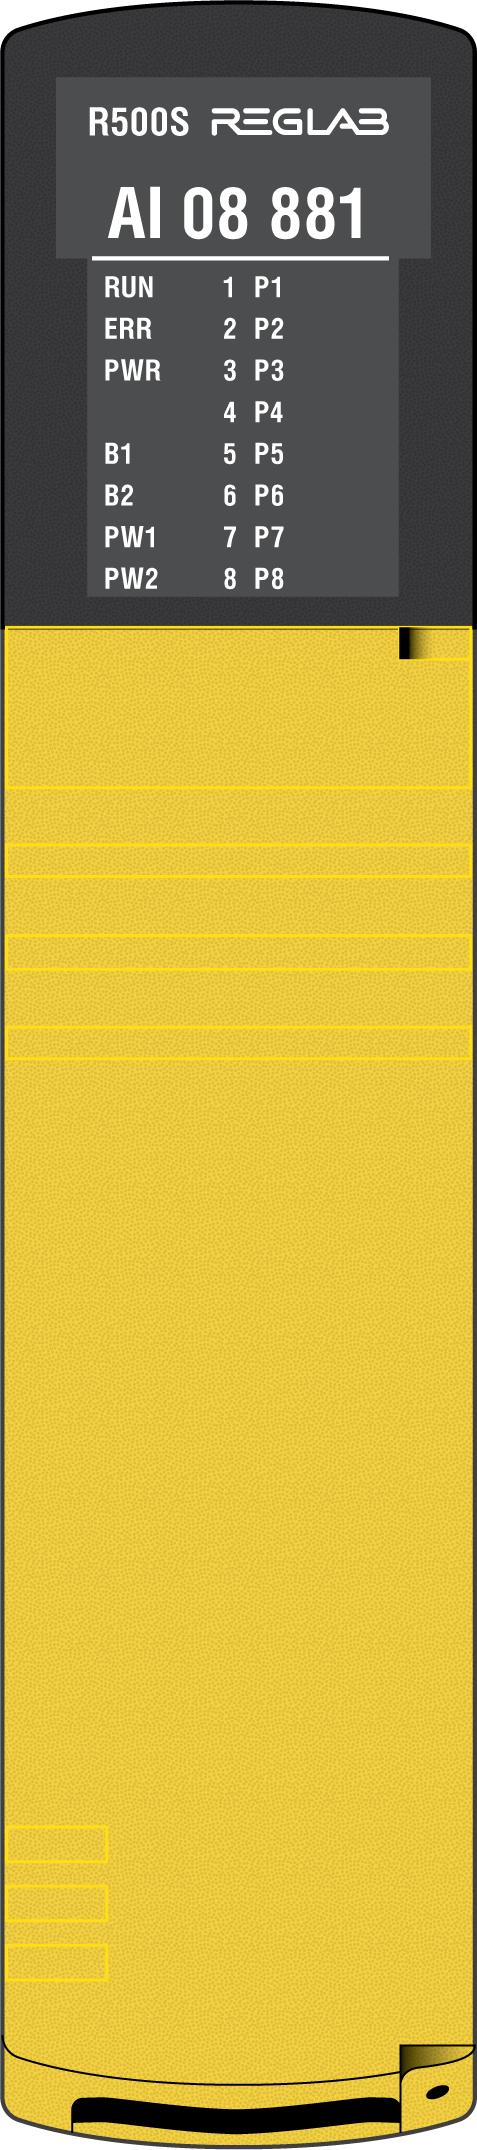 R500S REGLAB
AI 08 881
RUN 1 P1
ERR 2 P2
PWR 3 P3
4 P4
B1 5 P5
B2 6 P6
PW1 7 P7
PW2 8 P8